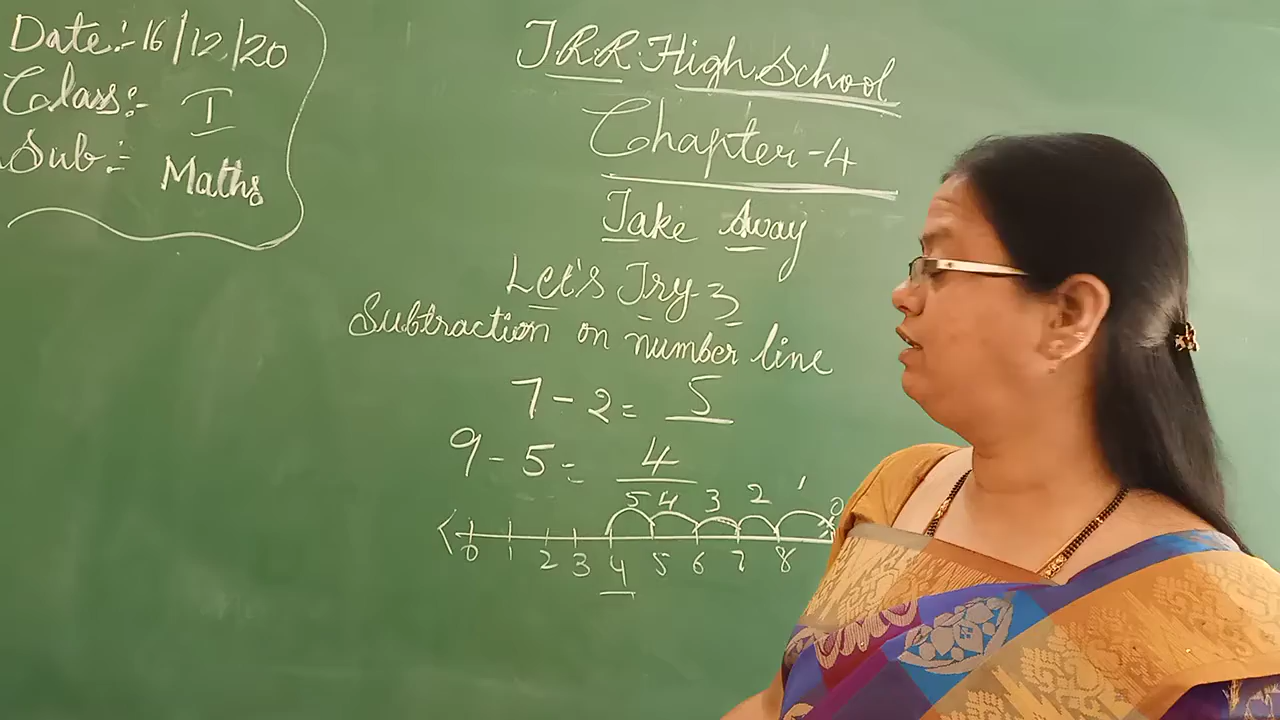 Date:- 16/12/20
Class:- I
Sub:- Maths
J.R.R. High School
Chapter-4
Take Away
Let's Try 3
Subtraction on number line
7 - 2 = 5
9 - 5 = 4
5 4 3 2 1 0
0 1 2 3 4 5 6 7 8